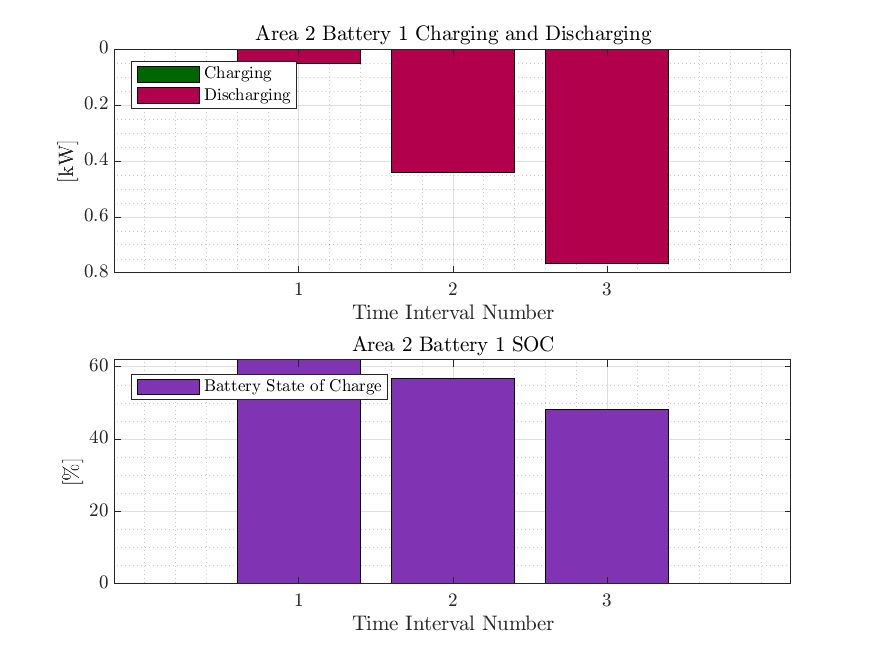 Area 2 Battery 1 Charging and Discharging
0
Charging
Discharging
0.2
0.4
0.6
0.8
[kW]
1 2 3
Time Interval Number
Area 2 Battery 1 SOC
60
Battery State of Charge
40
20
0
[%]
1 2 3
Time Interval Number